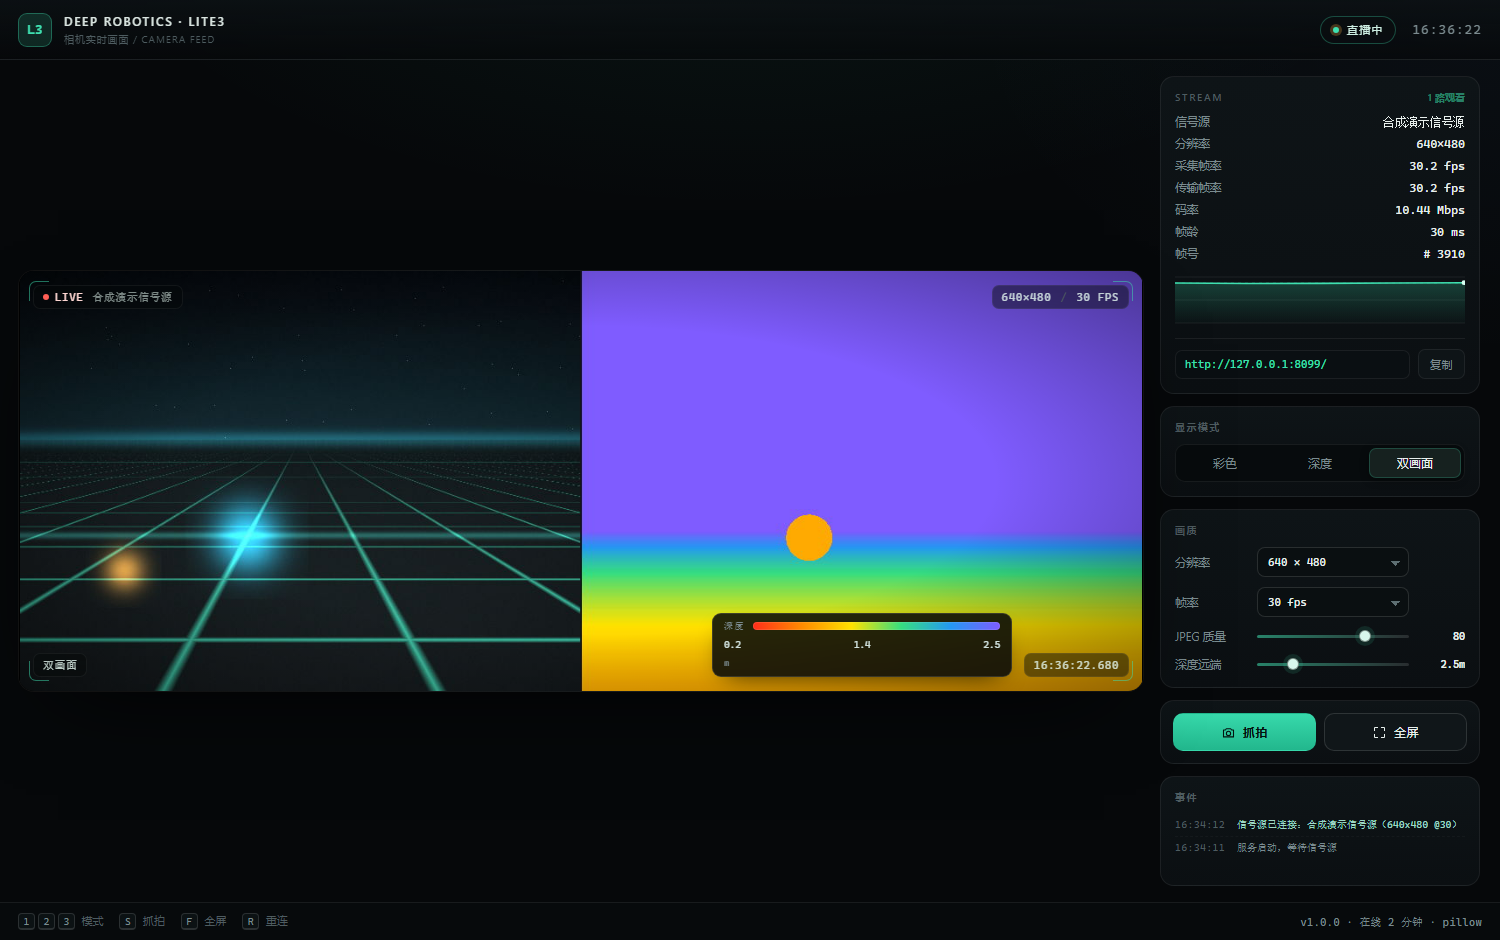 L3
DEEP ROBOTICS · LITE3
相机实时画面 / CAMERA FEED
直播中
16:36:22
LIVE 合成演示信号源
640×480 / 30 FPS
深度
0.2 1.4 2.5
m
双画面
16:36:22.680
STREAM 1 路观看
信号源 合成演示信号源
分辨率 640×480
采集帧率 30.2 fps
传输帧率 30.2 fps
码率 10.44 Mbps
帧龄 30 ms
帧号 # 3910
http://127.0.0.1:8099/ 复制
显示模式
彩色 深度 双画面
画质
分辨率 640 × 480
帧率 30 fps
JPEG 质量 80
深度远端 2.5m
抓拍 全屏
事件
16:34:12 信号源已连接：合成演示信号源（640x480 @30）
16:34:11 服务启动，等待信号源
1 2 3 模式 S 抓拍 F 全屏 R 重连
v1.0.0 · 在线 2 分钟 · pillow